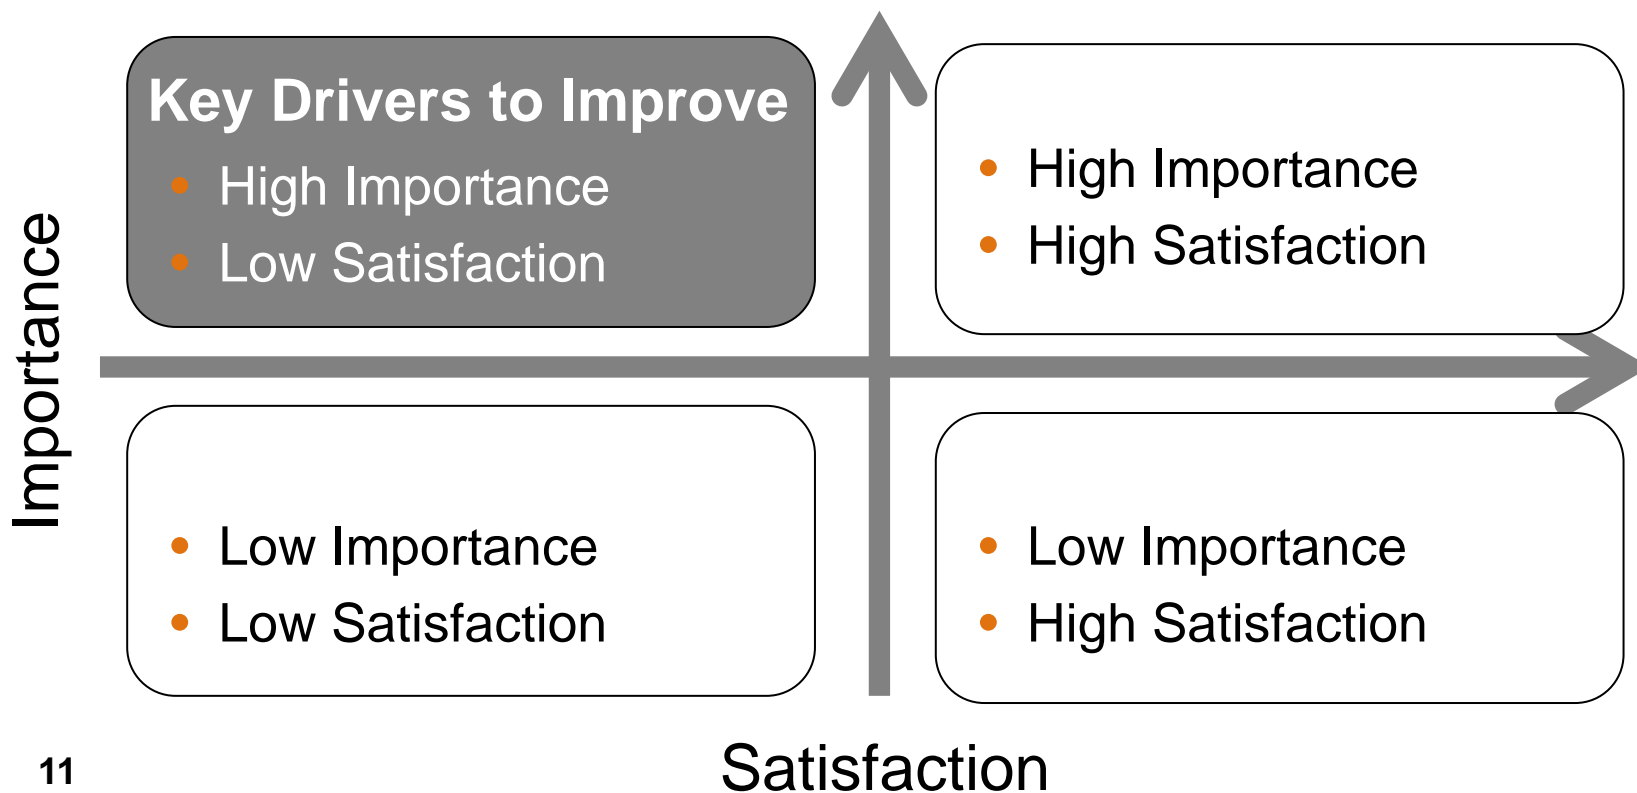 Key Drivers to Improve
• High Importance
• Low Satisfaction
• High Importance
• High Satisfaction
Importance
• Low Importance
• Low Satisfaction
• Low Importance
• High Satisfaction
Satisfaction
11